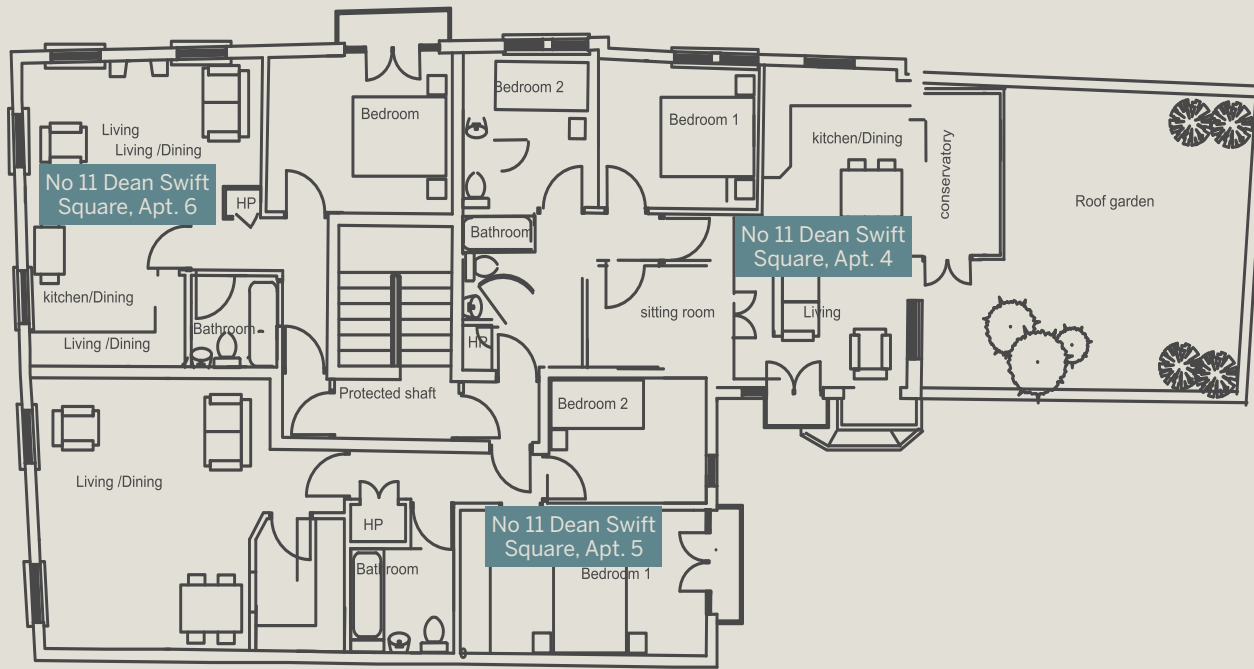 Bedroom 2
Bedroom
Bedroom 1
Living
kitchen/Dining
Living /Dining
conservatory
No 11 Dean Swift
Square, Apt. 6
HP
Roof garden
Bathroom
No 11 Dean Swift
Square, Apt. 4
kitchen/Dining
sitting room
Living
Bathroom
Living /Dining
HP
Protected shaft
Bedroom 2
Living /Dining
No 11 Dean Swift
Square, Apt. 5
HP
Bathroom
Bedroom 1